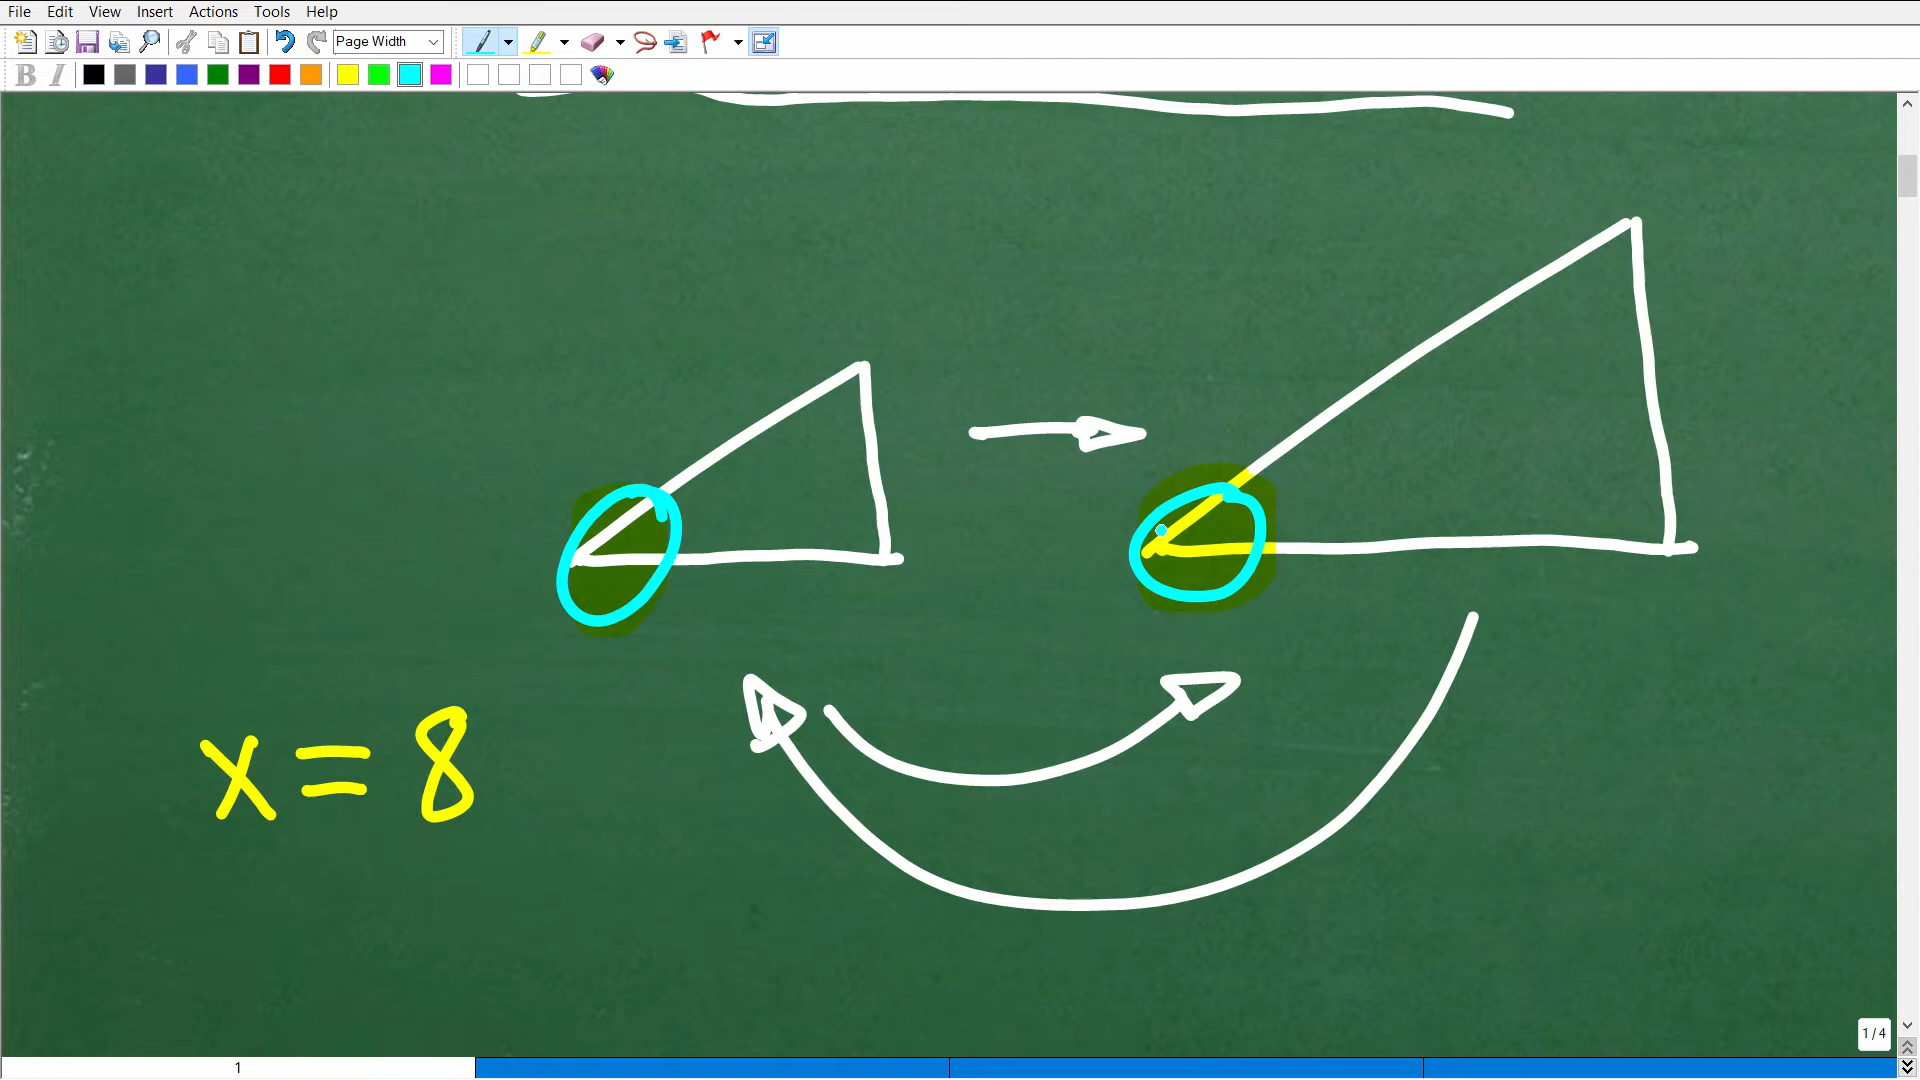 File Edit View Insert Actions Tools Help
Page Width
B I
x = 8
1 / 4
1